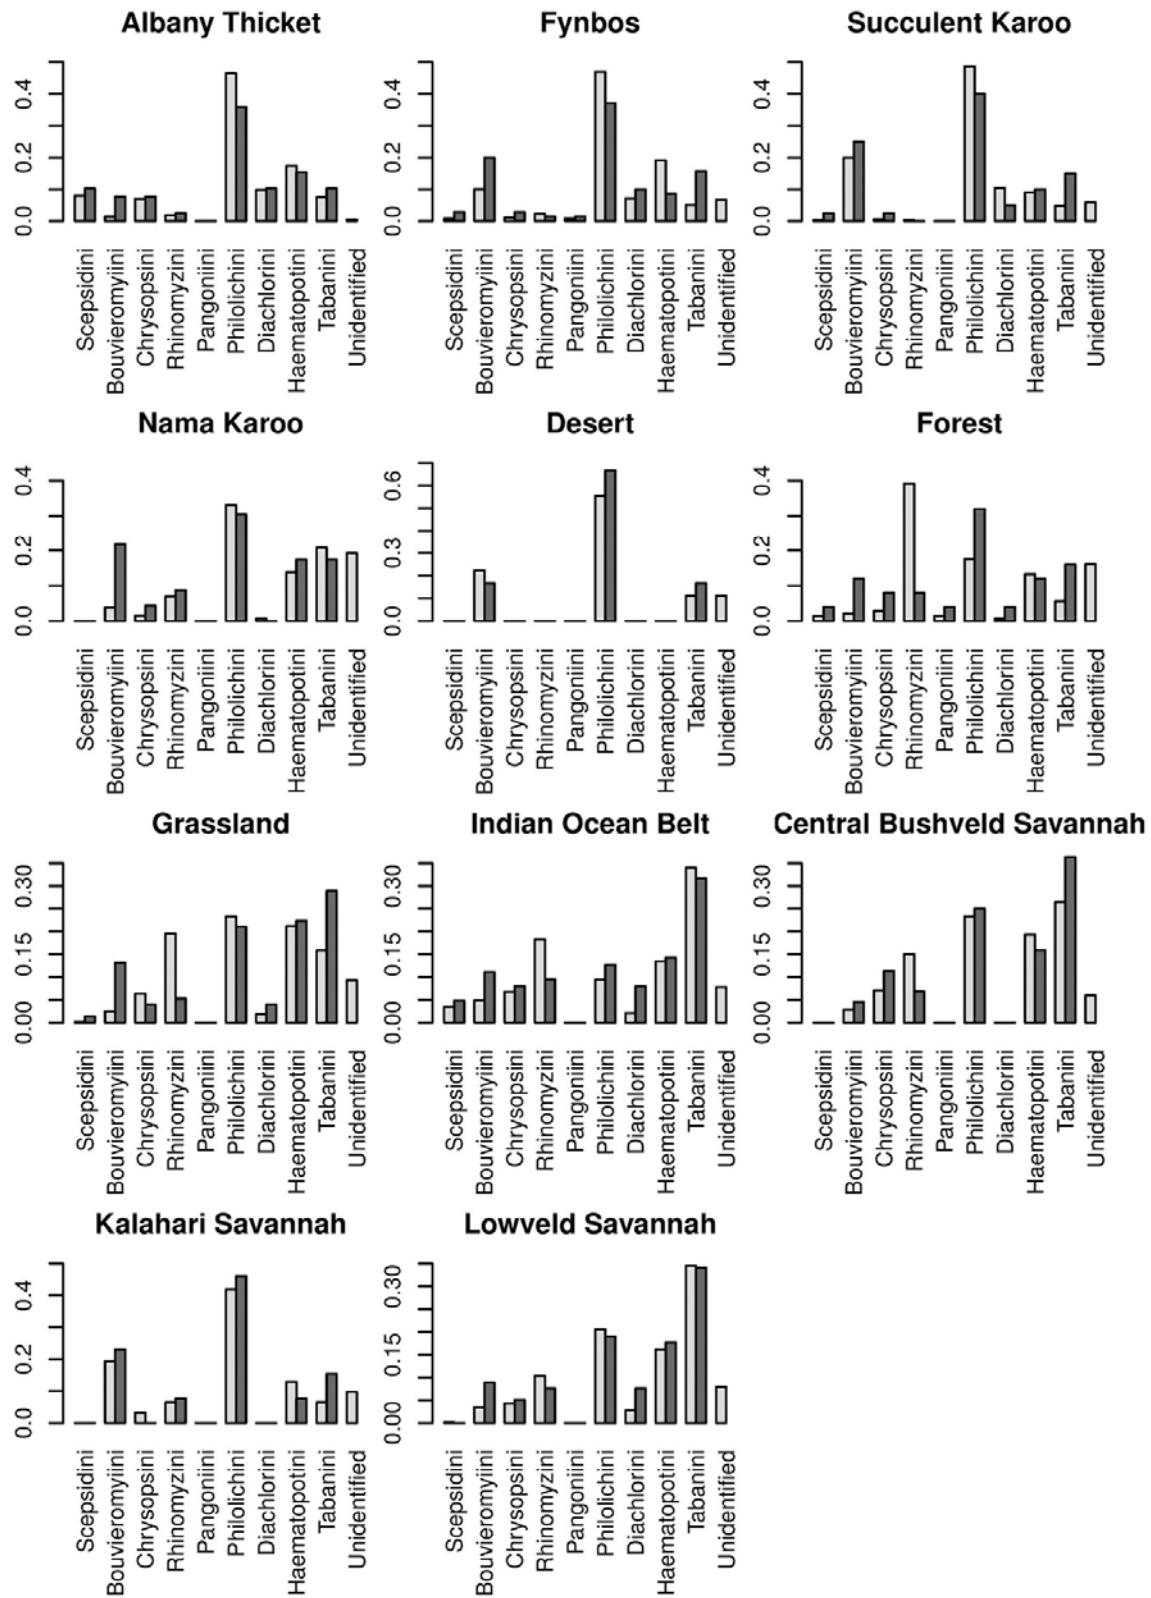 Albany Thicket
0.0 0.2 0.4
Scepsidini Bouvieromyiini Chrysopsini Rhinomyzini Pangoniini Philolichini Diachlorini Haematopotini Tabanini Unidentified
Fynbos
0.0 0.2 0.4
Scepsidini Bouvieromyiini Chrysopsini Rhinomyzini Pangoniini Philolichini Diachlorini Haematopotini Tabanini Unidentified
Succulent Karoo
0.0 0.2 0.4
Scepsidini Bouvieromyiini Chrysopsini Rhinomyzini Pangoniini Philolichini Diachlorini Haematopotini Tabanini Unidentified
Nama Karoo
0.0 0.2 0.4
Scepsidini Bouvieromyiini Chrysopsini Rhinomyzini Pangoniini Philolichini Diachlorini Haematopotini Tabanini Unidentified
Desert
0.0 0.3 0.6
Scepsidini Bouvieromyiini Chrysopsini Rhinomyzini Pangoniini Philolichini Diachlorini Haematopotini Tabanini Unidentified
Forest
0.0 0.2 0.4
Scepsidini Bouvieromyiini Chrysopsini Rhinomyzini Pangoniini Philolichini Diachlorini Haematopotini Tabanini Unidentified
Grassland
0.00 0.15 0.30
Scepsidini Bouvieromyiini Chrysopsini Rhinomyzini Pangoniini Philolichini Diachlorini Haematopotini Tabanini Unidentified
Indian Ocean Belt
0.00 0.15 0.30
Scepsidini Bouvieromyiini Chrysopsini Rhinomyzini Pangoniini Philolichini Diachlorini Haematopotini Tabanini Unidentified
Central Bushveld Savannah
0.00 0.15 0.30
Scepsidini Bouvieromyiini Chrysopsini Rhinomyzini Pangoniini Philolichini Diachlorini Haematopotini Tabanini Unidentified
Kalahari Savannah
0.0 0.2 0.4
Scepsidini Bouvieromyiini Chrysopsini Rhinomyzini Pangoniini Philolichini Diachlorini Haematopotini Tabanini Unidentified
Lowveld Savannah
0.00 0.15 0.30
Scepsidini Bouvieromyiini Chrysopsini Rhinomyzini Pangoniini Philolichini Diachlorini Haematopotini Tabanini Unidentified